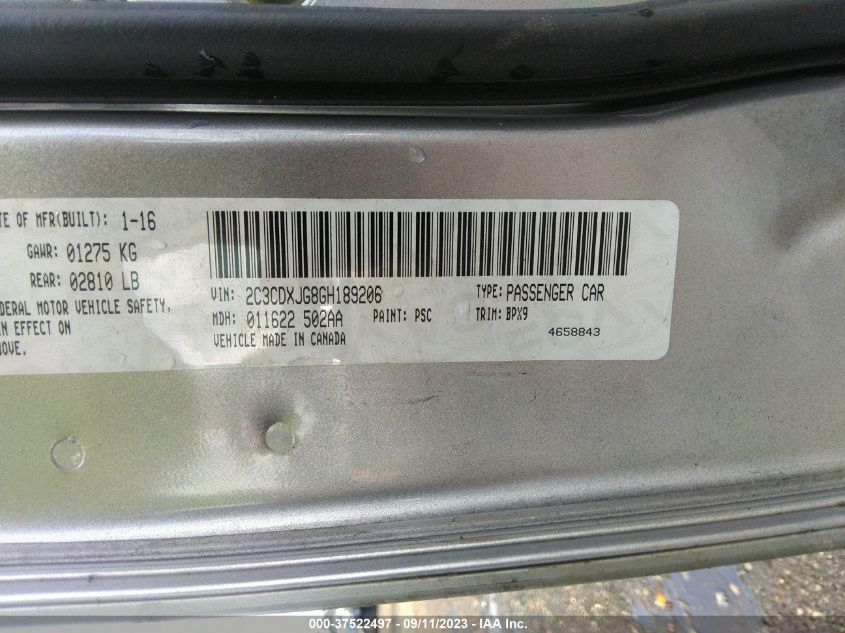 TE OF MFR(BUILT): 1-16
GAWR: 01275 KG
REAR: 02810 LB
DERAL MOTOR VEHICLE SAFETY,
IN EFFECT ON
OVE.
VIN: 2C3CDXJG8GH189206 TYPE: PASSENGER CAR
MDH: 011622 502AA PAINT: PSC TRIM: BPX9
VEHICLE MADE IN CANADA 4658843
000-37522497 - 09/11/2023 - © IAA Inc.